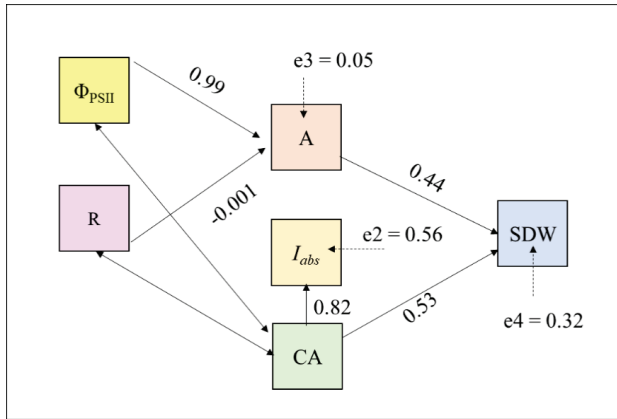 e3 = 0.05
ΦPSII
0.99
A
R
-0.001
0.44
Iabs
e2 = 0.56
SDW
0.82
0.53
CA
e4 = 0.32